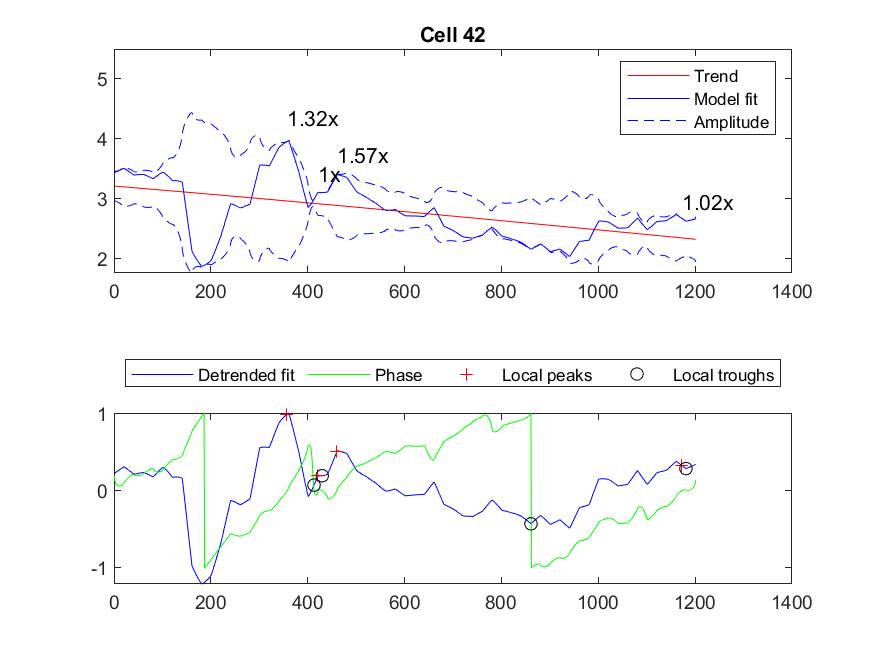 Cell 42
5
4
3
2
1.32x
1.57x
1x
1.02x
Trend
Model fit
Amplitude
0 200 400 600 800 1000 1200 1400
Detrended fit Phase Local peaks Local troughs
1
0
-1
0 200 400 600 800 1000 1200 1400